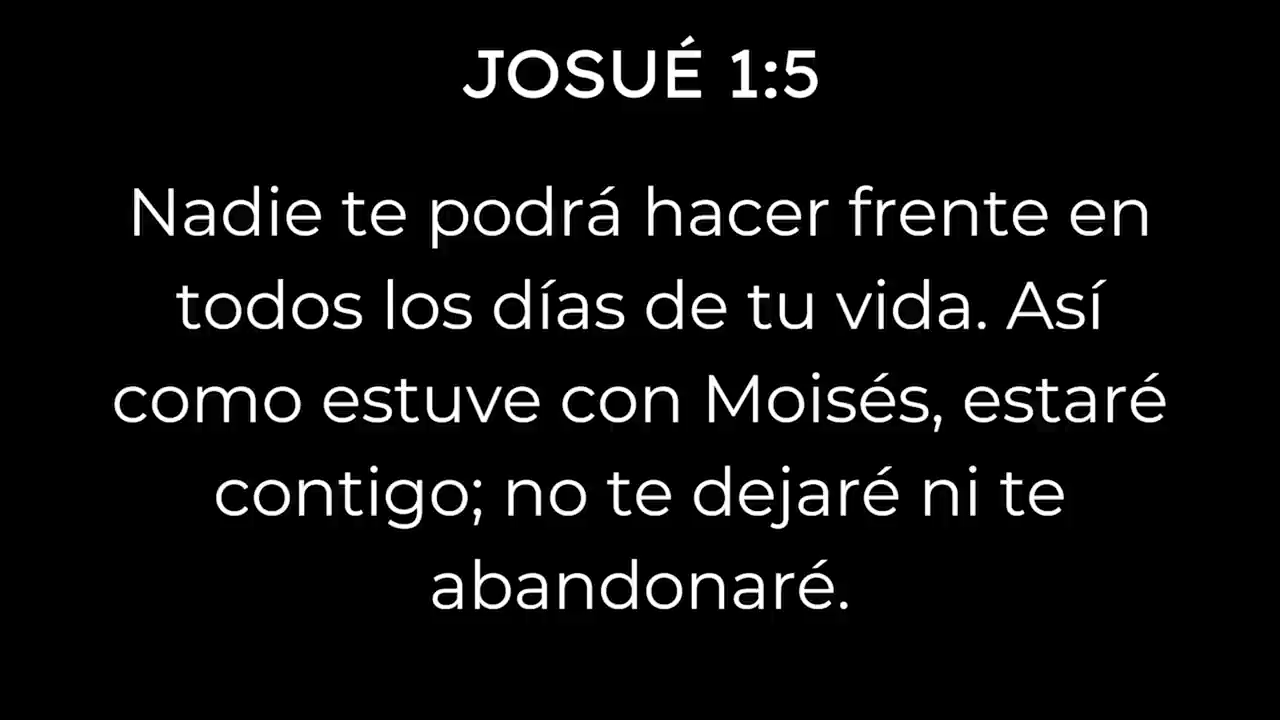 JOSUÉ 1:5
Nadie te podrá hacer frente en
todos los días de tu vida. Así
como estuve con Moisés, estaré
contigo; no te dejaré ni te
abandonaré.